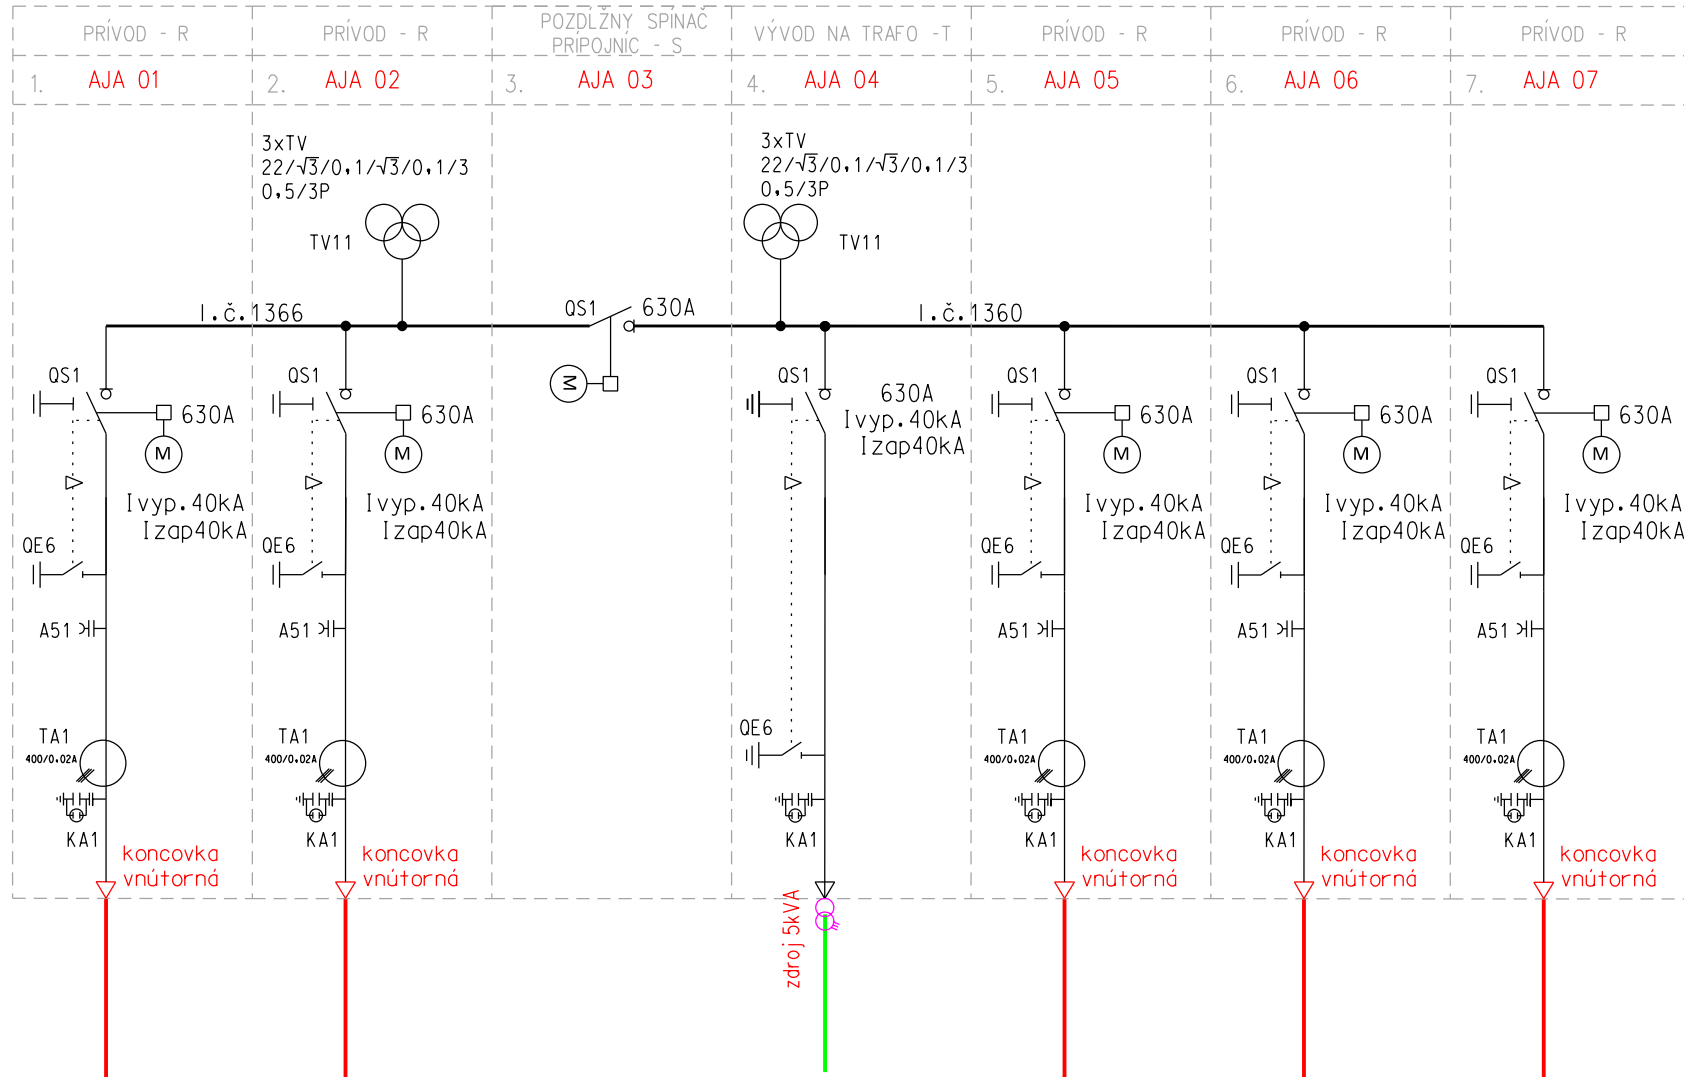 PRÍVOD - R
PRÍVOD - R
POZDĹŽNY SPÍNAČ
PRÍPOJNÍC - S
VÝVOD NA TRAFO -T
PRÍVOD - R
PRÍVOD - R
PRÍVOD - R
1. AJA 01
2. AJA 02
3. AJA 03
4. AJA 04
5. AJA 05
6. AJA 06
7. AJA 07
3xTV
22/√3/0,1/√3/0,1/3
0,5/3P
TV11
3xTV
22/√3/0,1/√3/0,1/3
0,5/3P
TV11
I.č.1366
QS1
630A
I.č.1360
M
QS1
630A
M
Ivyp.40kA
Izap40kA
QE6
A51
TA1
400/0,02A
KA1
koncovka
vnútorná
QS1
630A
M
Ivyp.40kA
Izap40kA
QE6
A51
TA1
400/0,02A
KA1
koncovka
vnútorná
QS1
630A
Ivyp.40kA
Izap40kA
QE6
KA1
zdroj 5kVA
QS1
630A
M
Ivyp.40kA
Izap40kA
QE6
A51
TA1
400/0,02A
KA1
koncovka
vnútorná
QS1
630A
M
Ivyp.40kA
Izap40kA
QE6
A51
TA1
400/0,02A
KA1
koncovka
vnútorná
QS1
630A
M
Ivyp.40kA
Izap40kA
QE6
A51
TA1
400/0,02A
KA1
koncovka
vnútorná